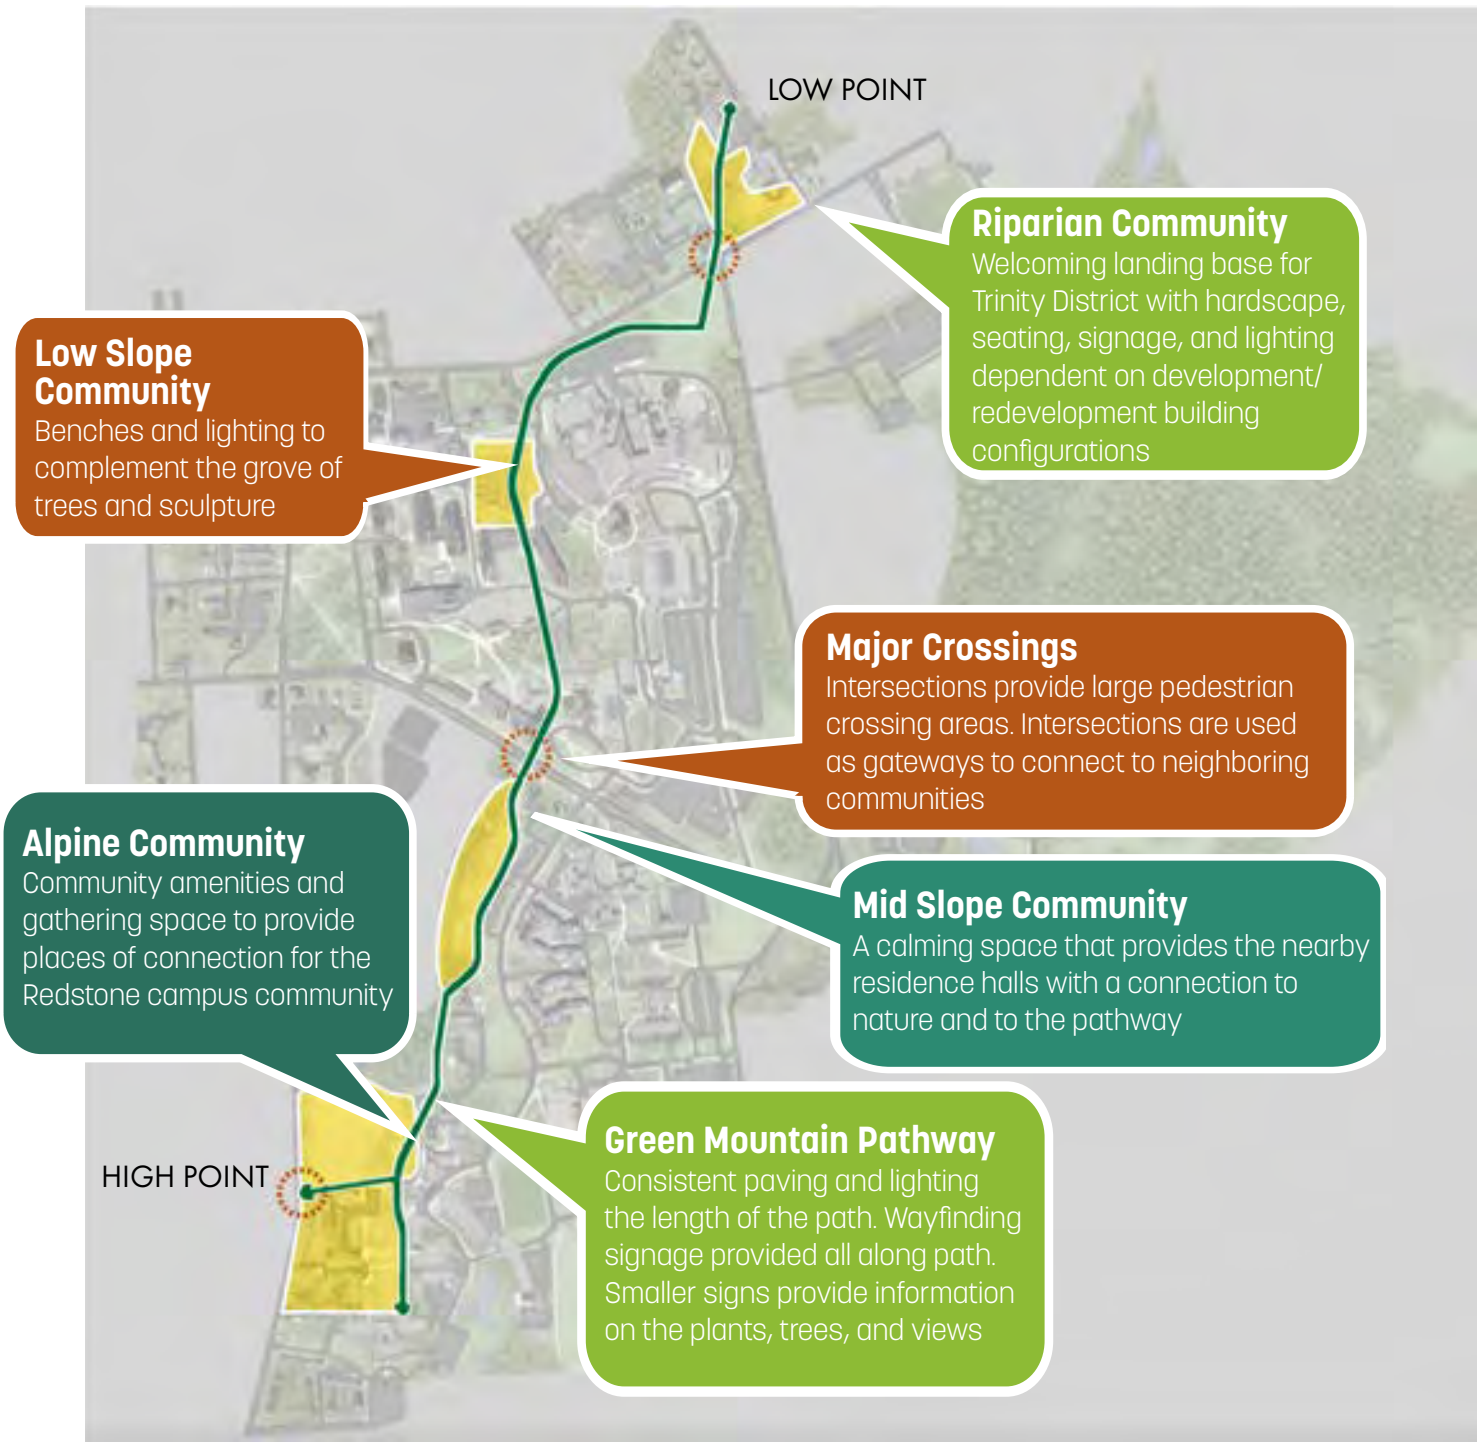 LOW POINT
Riparian Community
Welcoming landing base for
Trinity District with hardscape,
seating, signage, and lighting
dependent on development/
redevelopment building
configurations
Low Slope
Community
Benches and lighting to
complement the grove of
trees and sculpture
Major Crossings
Intersections provide large pedestrian
crossing areas. Intersections are used
as gateways to connect to neighboring
communities
Alpine Community
Community amenities and
gathering space to provide
places of connection for the
Redstone campus community
Mid Slope Community
A calming space that provides the nearby
residence halls with a connection to
nature and to the pathway
Green Mountain Pathway
Consistent paving and lighting
the length of the path. Wayfinding
signage provided all along path.
Smaller signs provide information
on the plants, trees, and views
HIGH POINT